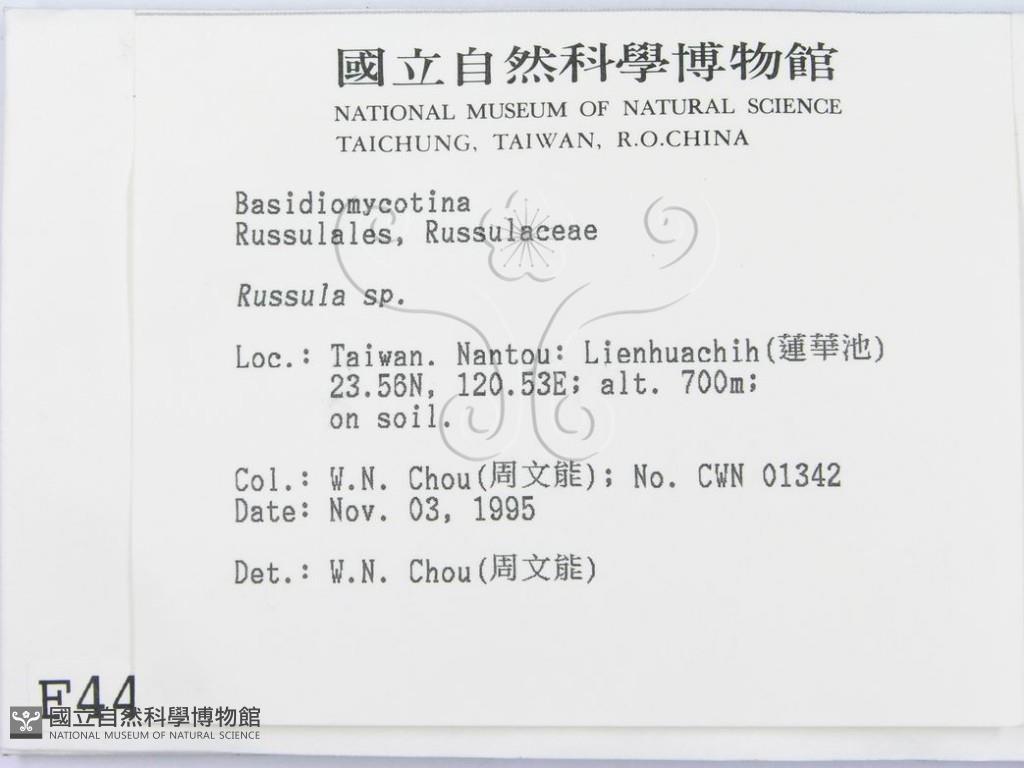 國立自然科學博物館
NATIONAL MUSEUM OF NATURAL SCIENCE
TAICHUNG, TAIWAN, R.O.CHINA
Basidiomycotina
Russulales, Russulaceae
Russula sp.
Loc.: Taiwan. Nantou: Lienhuachih(蓮華池)
23.56N, 120.53E; alt. 700m;
on soil.
Col.: W.N. Chou(周文能); No. CWN 01342
Date: Nov. 03, 1995
Det.: W.N. Chou(周文能)
F44
國立自然科學博物館
NATIONAL MUSEUM OF NATURAL SCIENCE